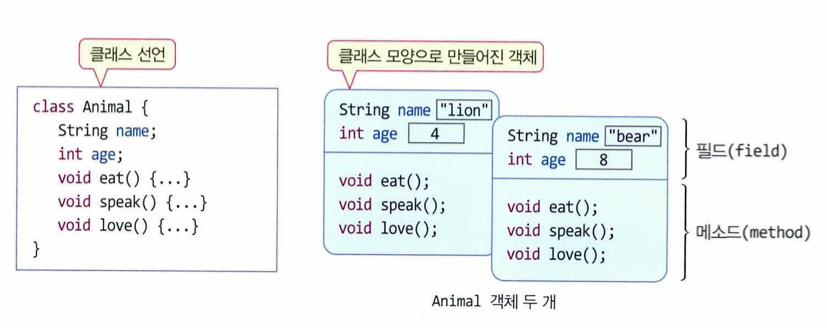 클래스 선언
class Animal {
String name;
int age;
void eat() {...}
void speak() {...}
void love() {...}
}
클래스 모양으로 만들어진 객체
String name "lion"
int age 4
void eat();
void speak();
void love();
String name "bear"
int age 8
void eat();
void speak();
void love();
필드(field)
메소드(method)
Animal 객체 두 개